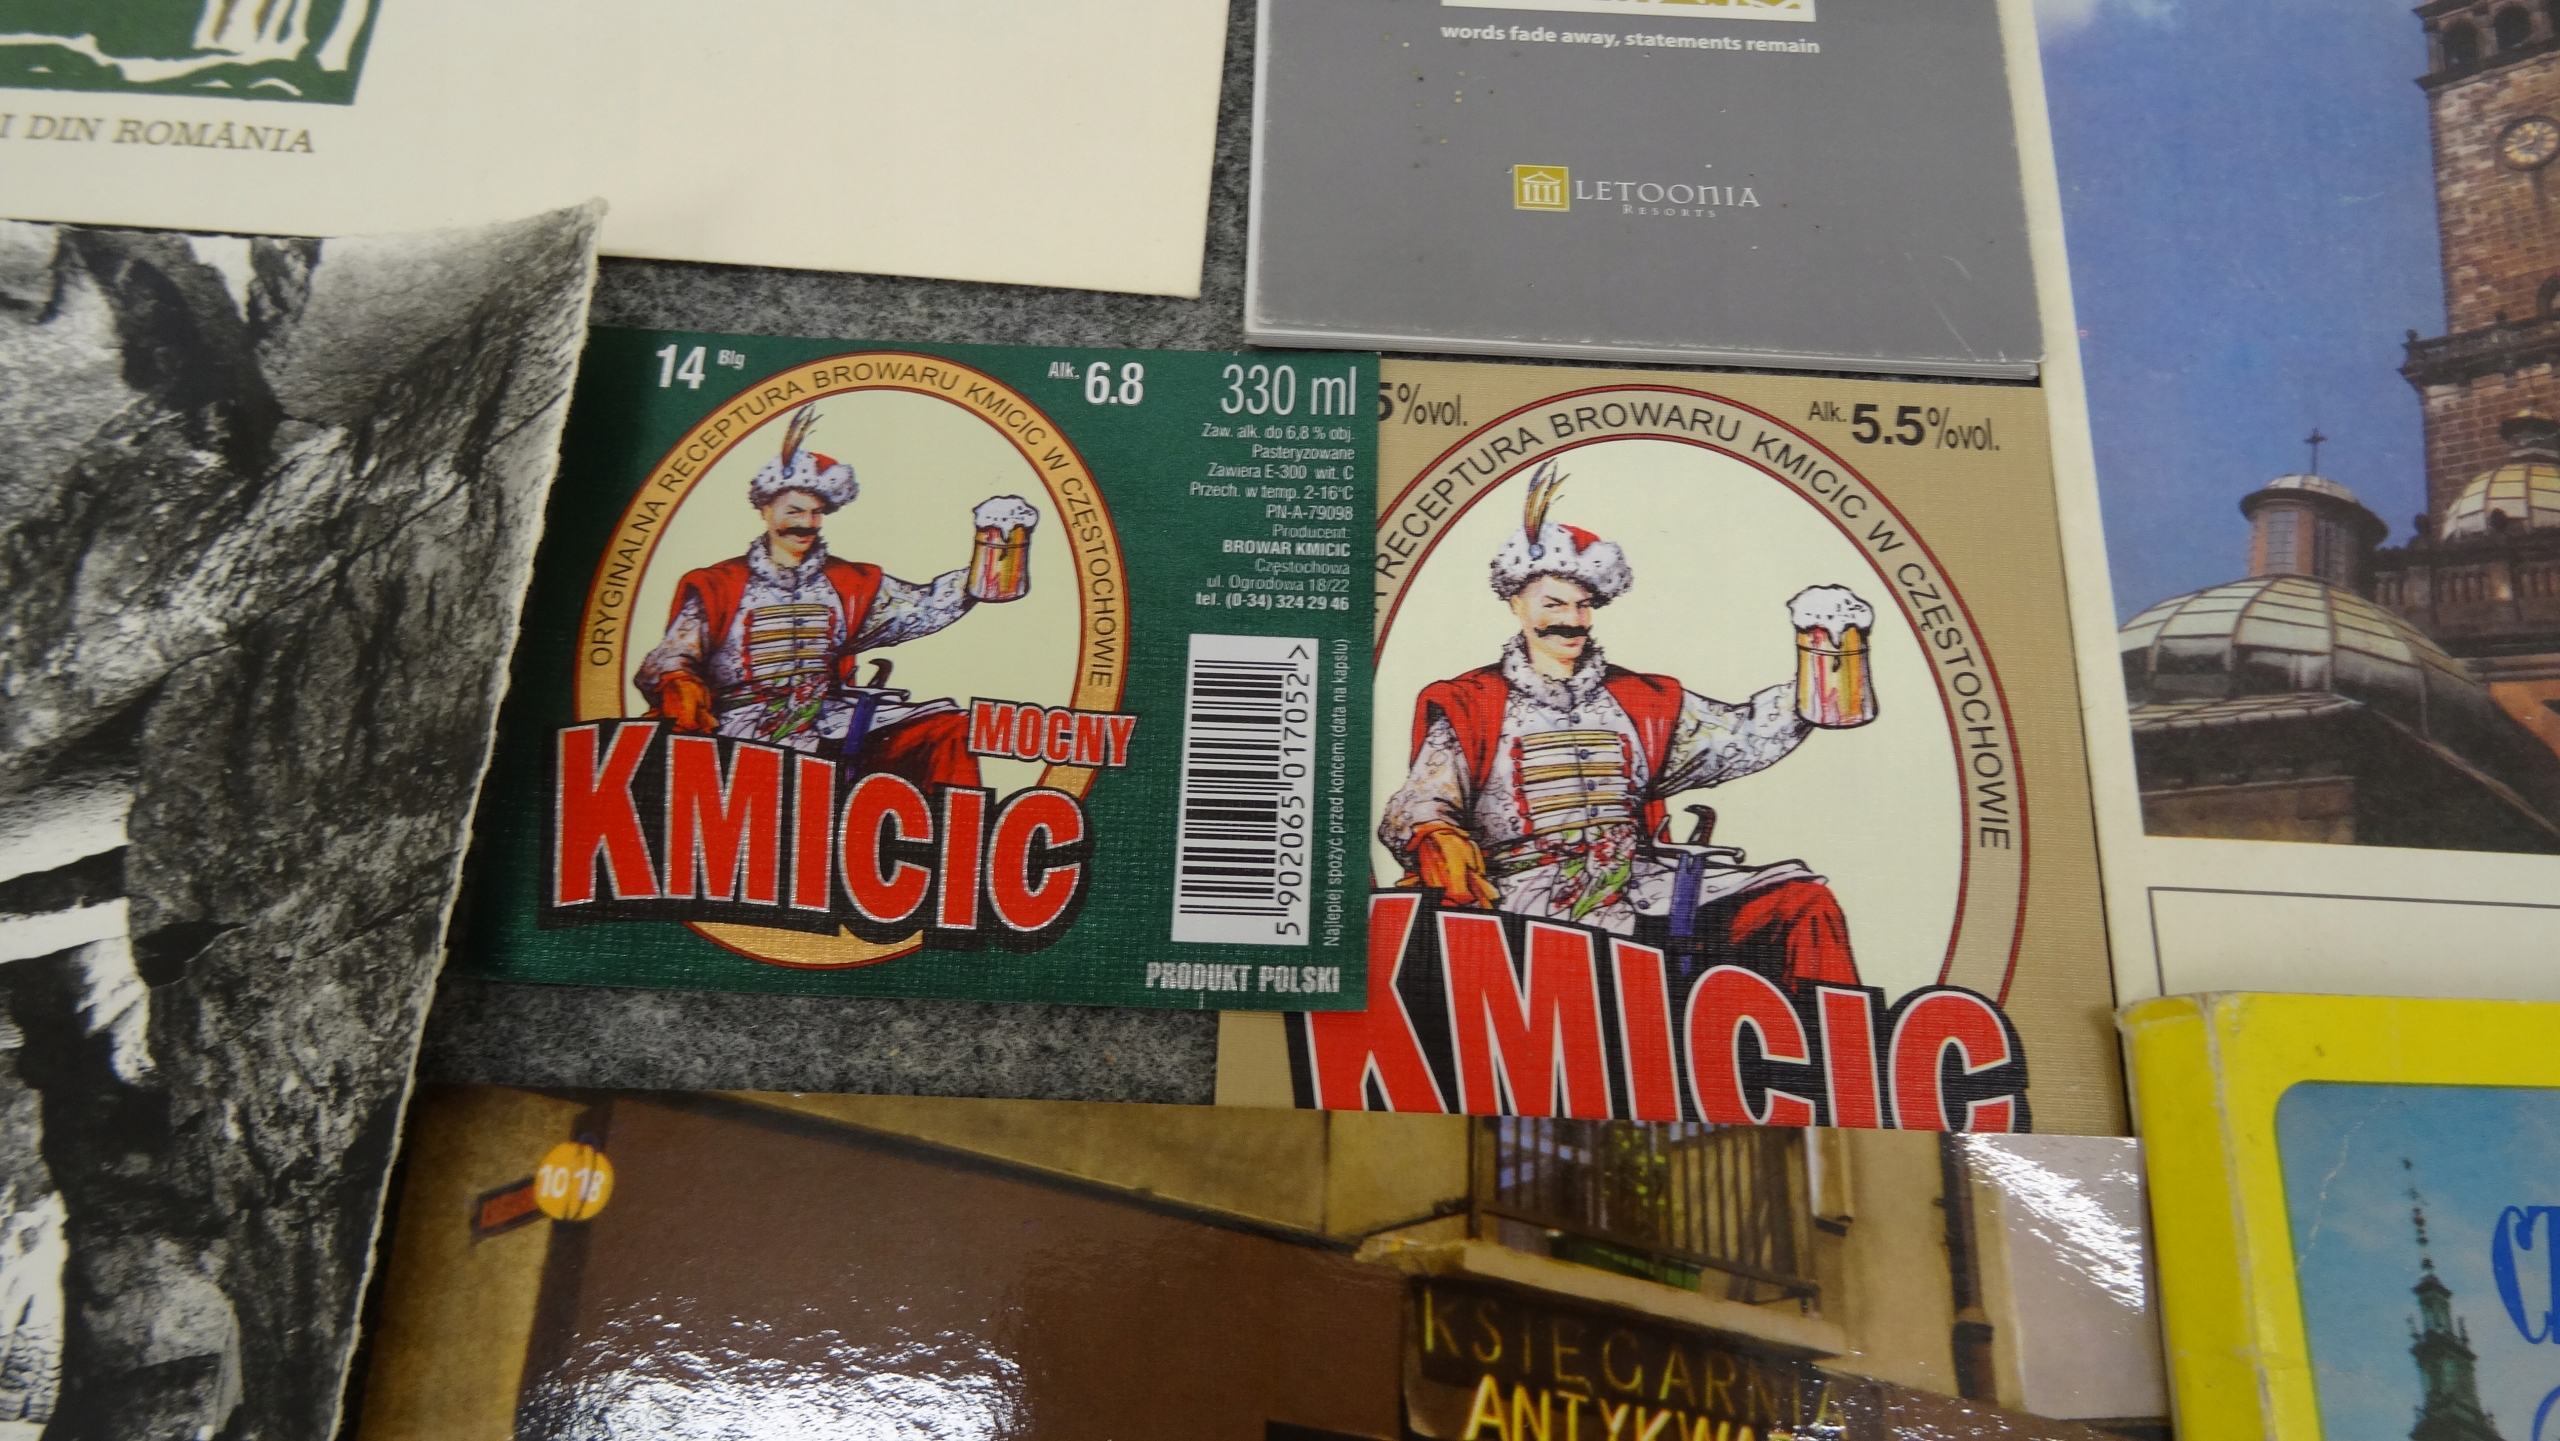 I DIN ROMÂNIA
words fade away, statements remain
LETOONIA
RESORTS
14 Blg
Alk. 6.8
ORYGINALNA RECEPTURA BROWARU KMICIC W CZĘSTOCHOWIE
MOCNY
KMICIC
330 ml
Zaw. alk. do 6,8 % obj.
Pasteryzowane
Zawiera E-300 wit. C
Przech. w temp. 2-16°C
PN-A-79098
Producent:
BROWAR KMICIC
Częstochowa
ul. Ogrodowa 18/22
tel. (0-34) 324 29 46
5 902065 017052 >
Najlepiej spożyć przed końcem:(data na kapslu)
PRODUKT POLSKI
5%vol.
Alk. 5.5%vol.
RECEPTURA BROWARU KMICIC W CZĘSTOCHOWIE
KMICIC
10 18
KSIĘGARNIA
ANTYKWA
CZ